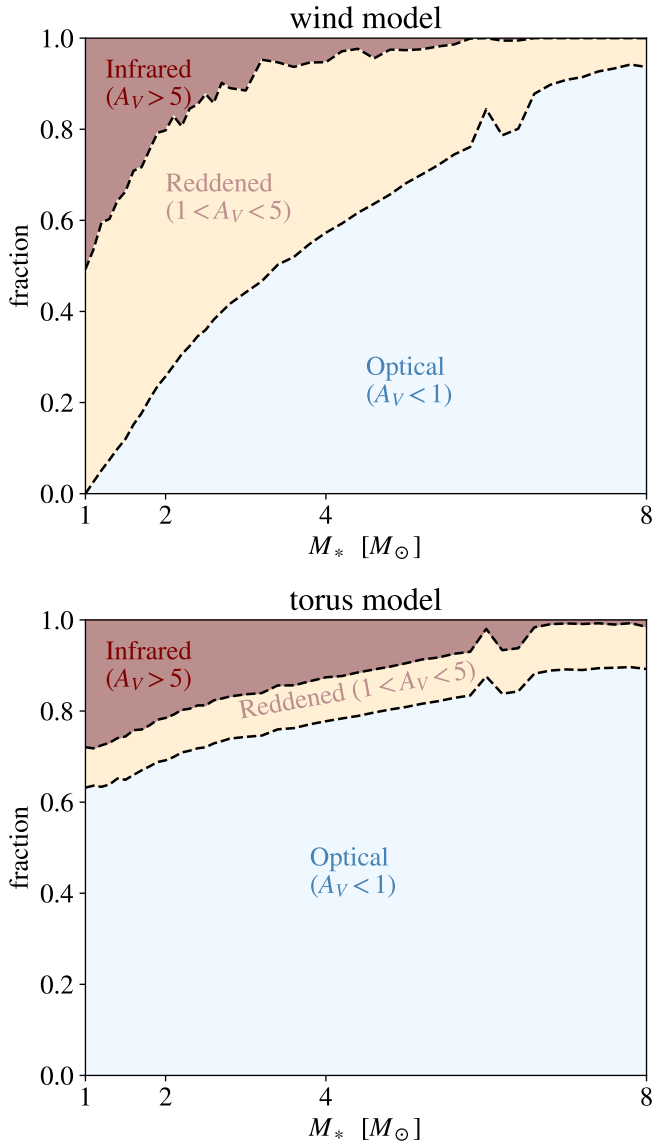 wind model
1.0
0.8
0.6
0.4
0.2
0.0
fraction
Infrared
(A_V > 5)
Reddened
(1 < A_V < 5)
Optical
(A_V < 1)
1 2 4 8
M_* [M_⊙]
torus model
1.0
0.8
0.6
0.4
0.2
0.0
fraction
Infrared
(A_V > 5)
Reddened (1 < A_V < 5)
Optical
(A_V < 1)
1 2 4 8
M_* [M_⊙]